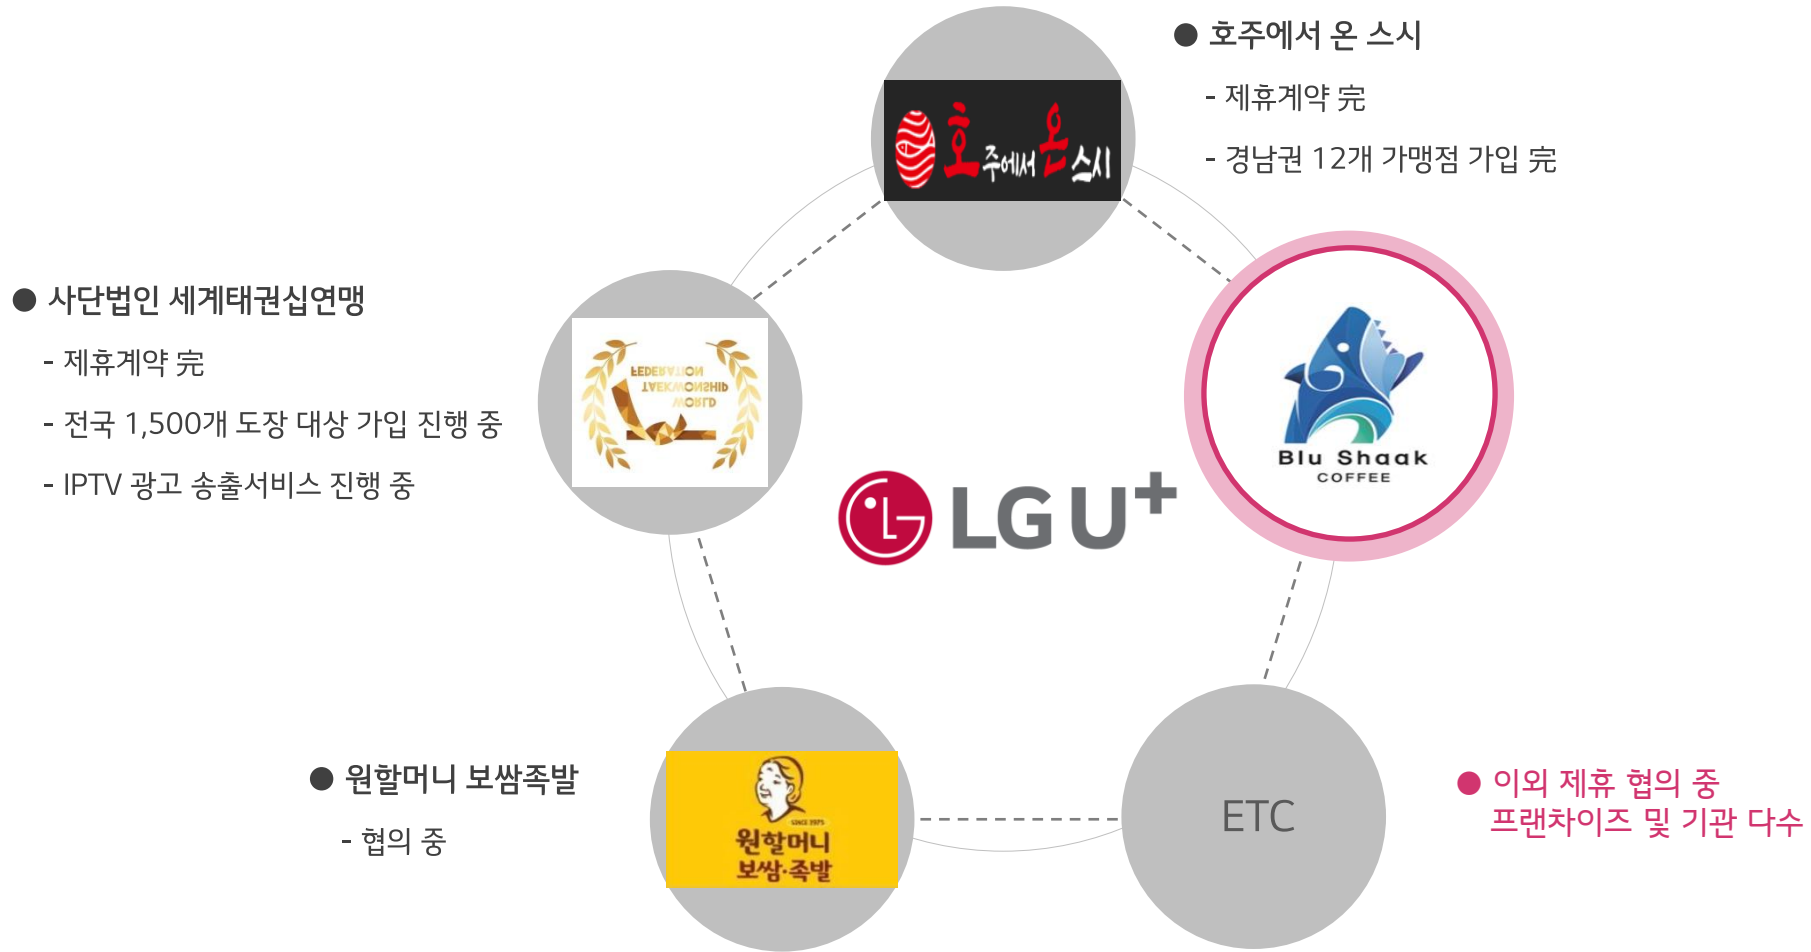 ● 호주에서 온 스시
- 제휴계약 完
- 경남권 12개 가맹점 가입 完
호주에서온스시
● 사단법인 세계태권십연맹
- 제휴계약 完
- 전국 1,500개 도장 대상 가입 진행 중
- IPTV 광고 송출서비스 진행 중
FEDERATION
TAEKWONSHIP
WORLD
Blu Shaak
COFFEE
LG U+
● 원할머니 보쌈족발
- 협의 중
SINCE 1975
원할머니
보쌈·족발
ETC
● 이외 제휴 협의 중
프랜차이즈 및 기관 다수